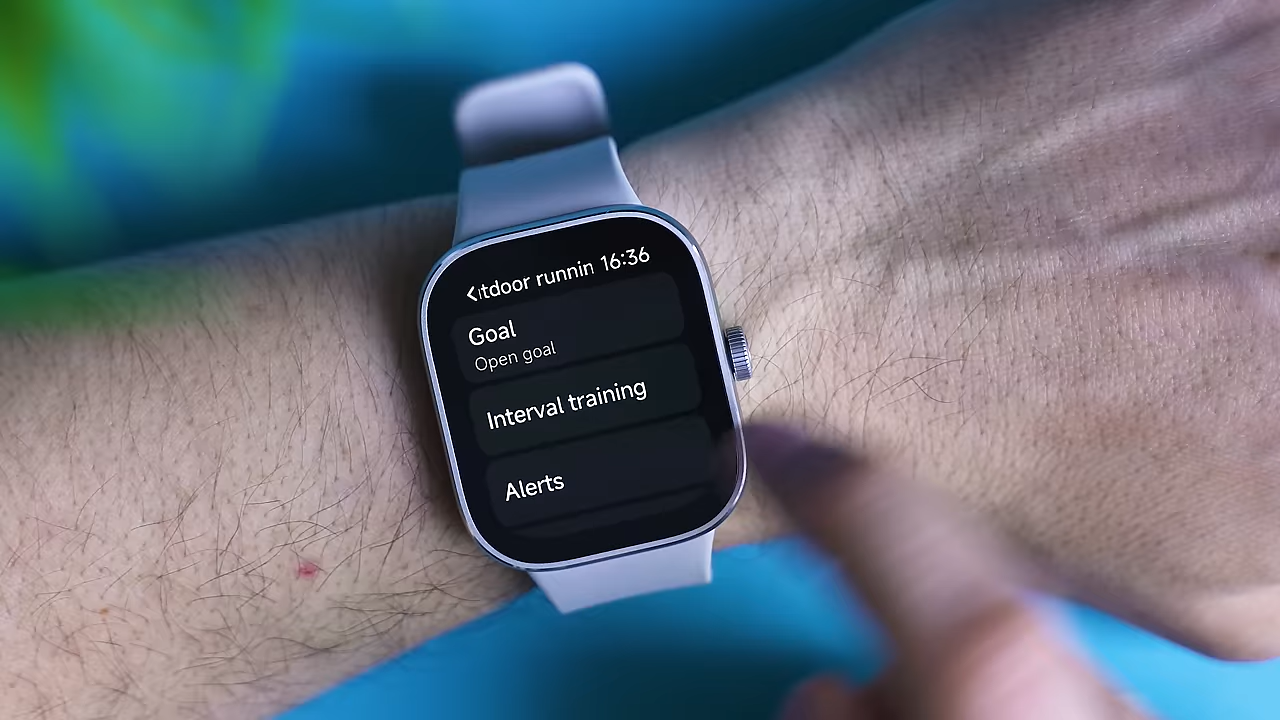 itdoor runnin 16:36
Goal
Open goal
Interval training
Alerts